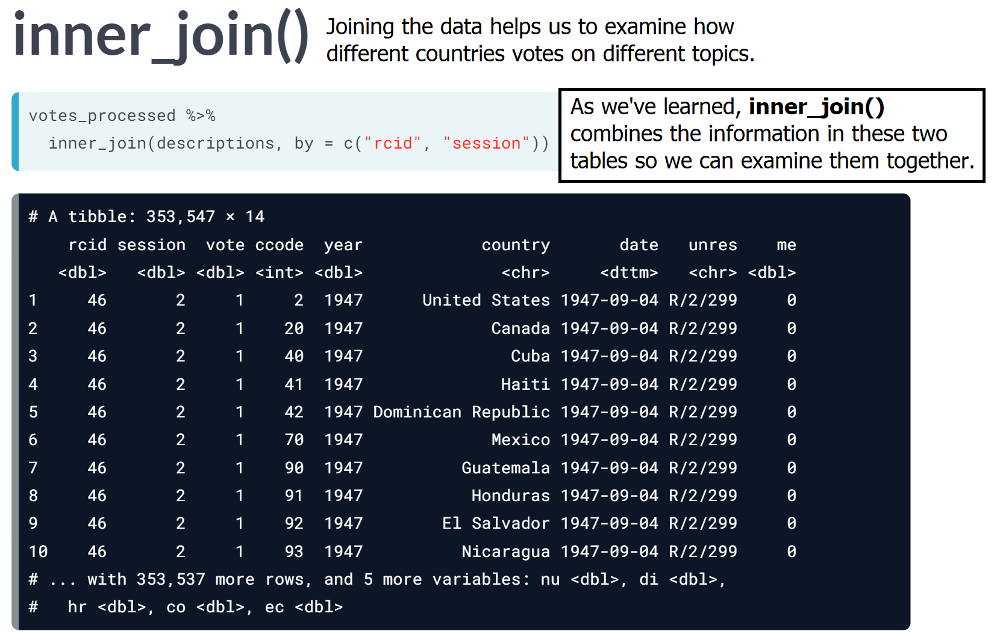 inner_join()
Joining the data helps us to examine how
different countries votes on different topics.
votes_processed %>%
  inner_join(descriptions, by = c("rcid", "session"))
As we've learned, inner_join()
combines the information in these two
tables so we can examine them together.
# A tibble: 353,547 × 14
    rcid session  vote ccode  year            country       date   unres    me
   <dbl>   <dbl> <dbl> <int> <dbl>              <chr>     <dttm>   <chr> <dbl>
1     46       2     1     2  1947      United States 1947-09-04 R/2/299     0
2     46       2     1    20  1947             Canada 1947-09-04 R/2/299     0
3     46       2     1    40  1947               Cuba 1947-09-04 R/2/299     0
4     46       2     1    41  1947              Haiti 1947-09-04 R/2/299     0
5     46       2     1    42  1947 Dominican Republic 1947-09-04 R/2/299     0
6     46       2     1    70  1947             Mexico 1947-09-04 R/2/299     0
7     46       2     1    90  1947          Guatemala 1947-09-04 R/2/299     0
8     46       2     1    91  1947           Honduras 1947-09-04 R/2/299     0
9     46       2     1    92  1947        El Salvador 1947-09-04 R/2/299     0
10    46       2     1    93  1947          Nicaragua 1947-09-04 R/2/299     0
# ... with 353,537 more rows, and 5 more variables: nu <dbl>, di <dbl>,
#   hr <dbl>, co <dbl>, ec <dbl>